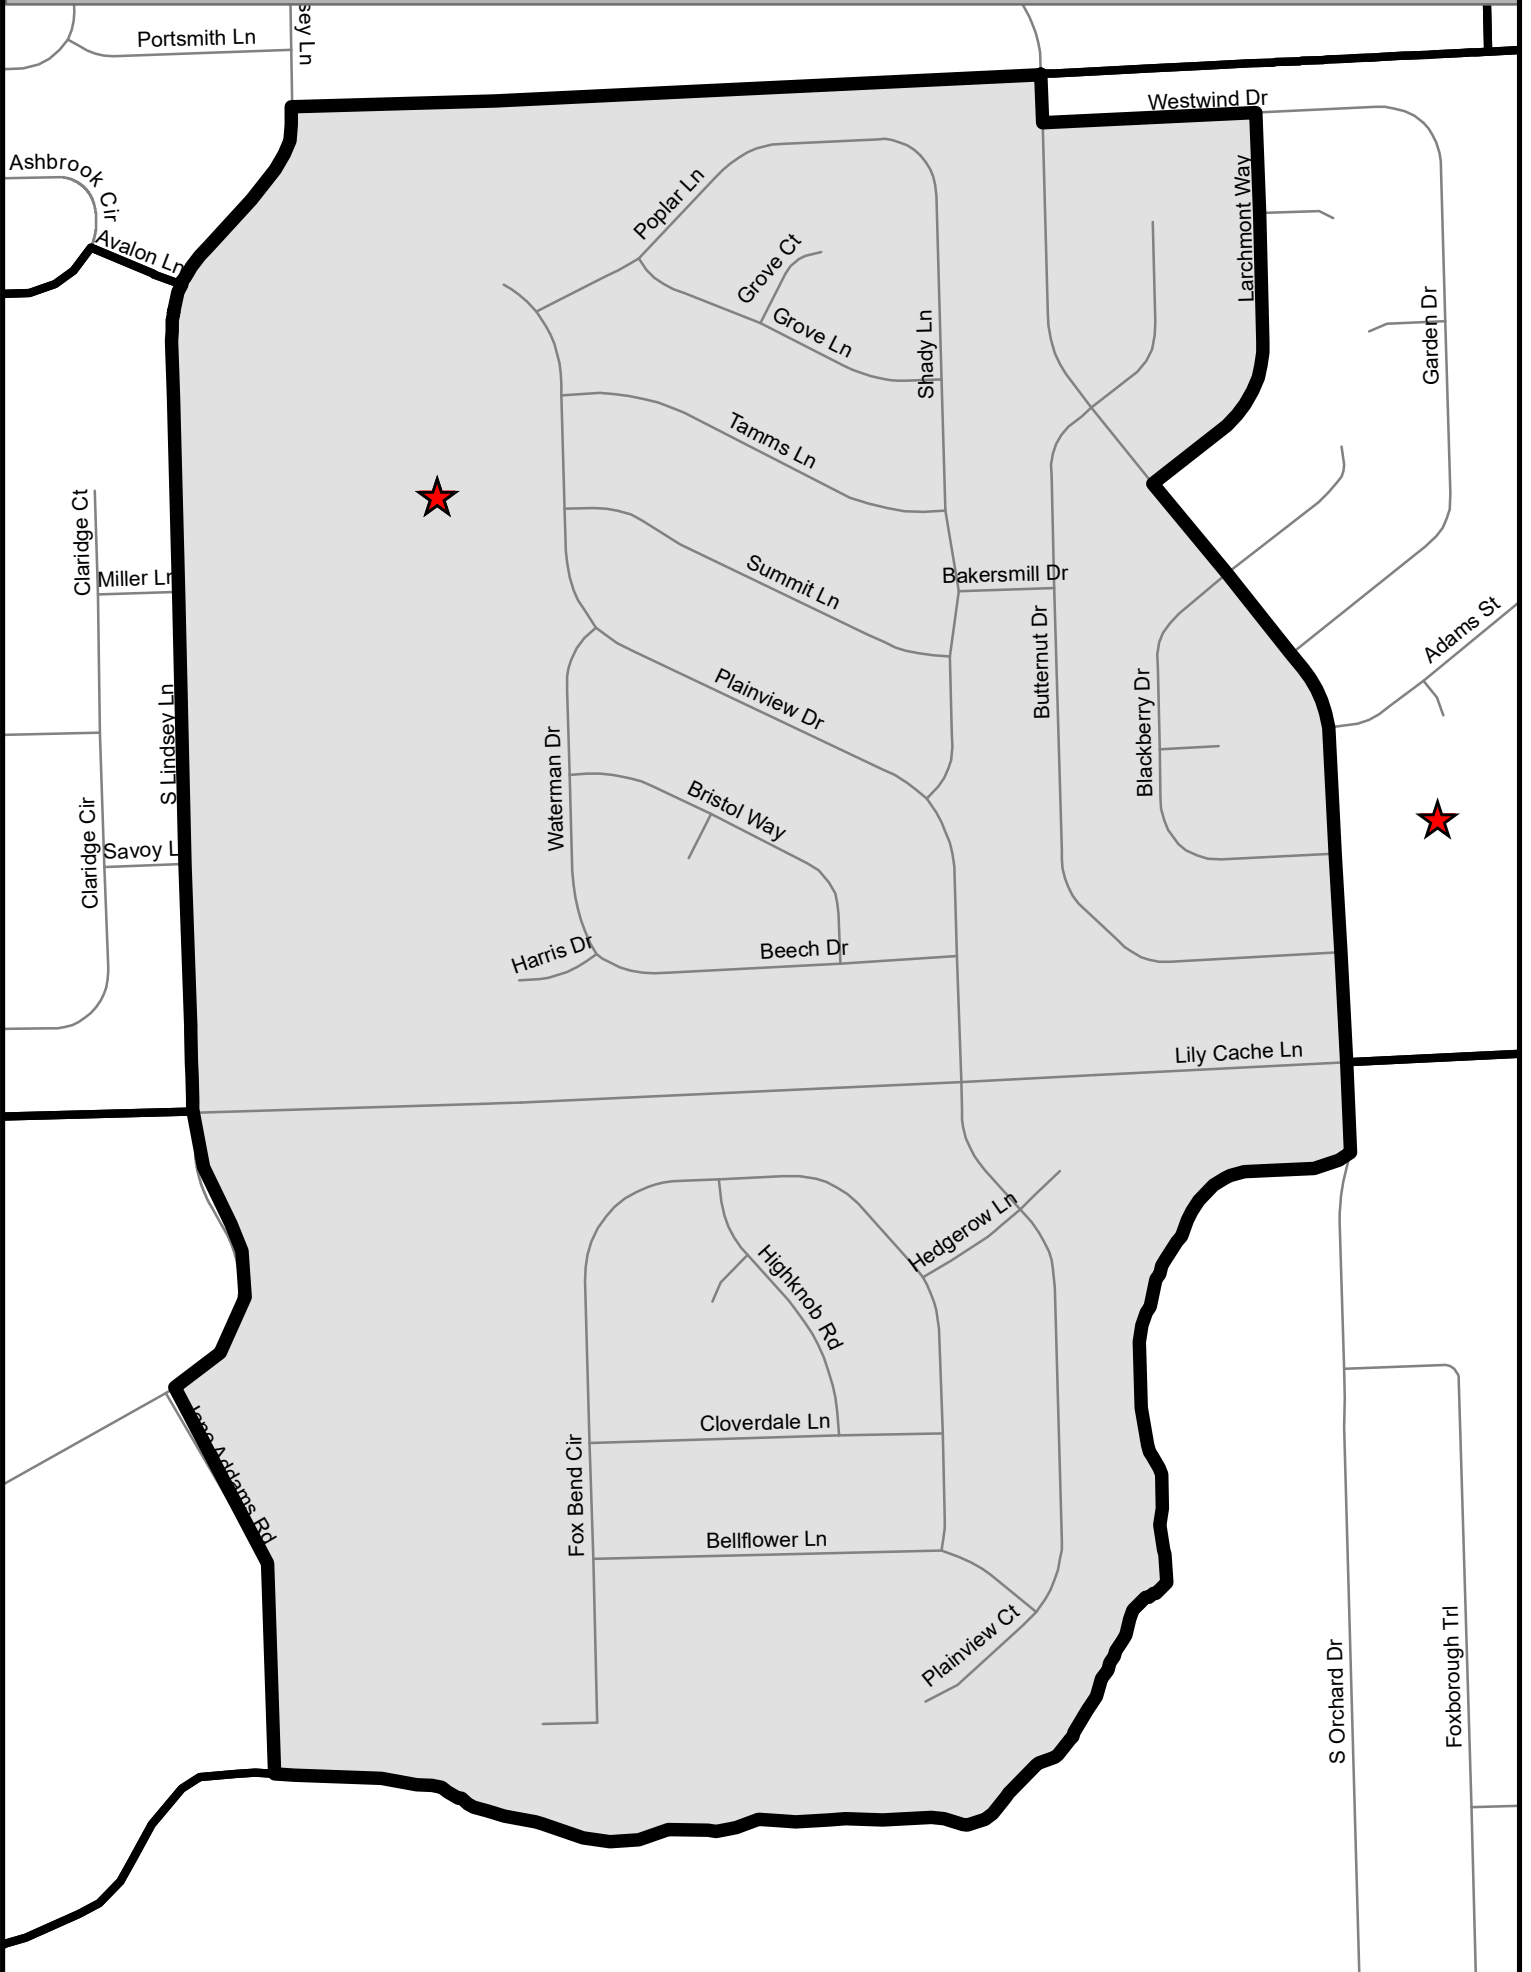 Portsmith Ln
sey Ln
Westwind Dr
Ashbrook Cir
Avalon Ln
Poplar Ln
Larchmont Way
Grove Ct
Grove Ln
Shady Ln
Garden Dr
Tamms Ln
Claridge Ct
Miller Ln
Summit Ln
Bakersmill Dr
Butternut Dr
Adams St
Plainview Dr
Blackberry Dr
S Lindsey Ln
Waterman Dr
Bristol Way
Claridge Cir
Savoy L
Harris Dr
Beech Dr
Lily Cache Ln
Hedgerow Ln
Highknob Rd
Cloverdale Ln
Jane Addams Rd
Fox Bend Cir
Bellflower Ln
Plainview Ct
S Orchard Dr
Foxborough Trl